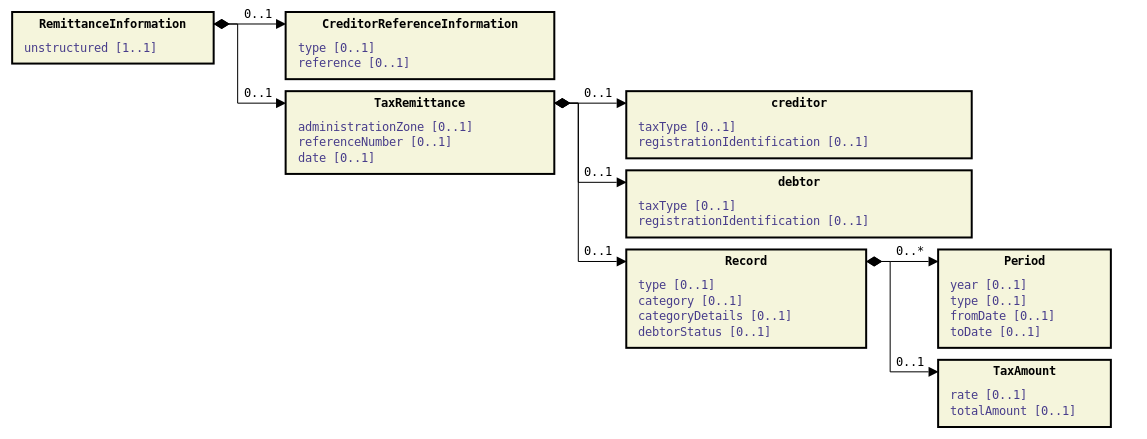 RemittanceInformation
unstructured [1..1]
0..1
CreditorReferenceInformation
type [0..1]
reference [0..1]
0..1
TaxRemittance
administrationZone [0..1]
referenceNumber [0..1]
date [0..1]
0..1
creditor
taxType [0..1]
registrationIdentification [0..1]
0..1
debtor
taxType [0..1]
registrationIdentification [0..1]
0..1
Record
type [0..1]
category [0..1]
categoryDetails [0..1]
debtorStatus [0..1]
0..*
Period
year [0..1]
type [0..1]
fromDate [0..1]
toDate [0..1]
0..1
TaxAmount
rate [0..1]
totalAmount [0..1]